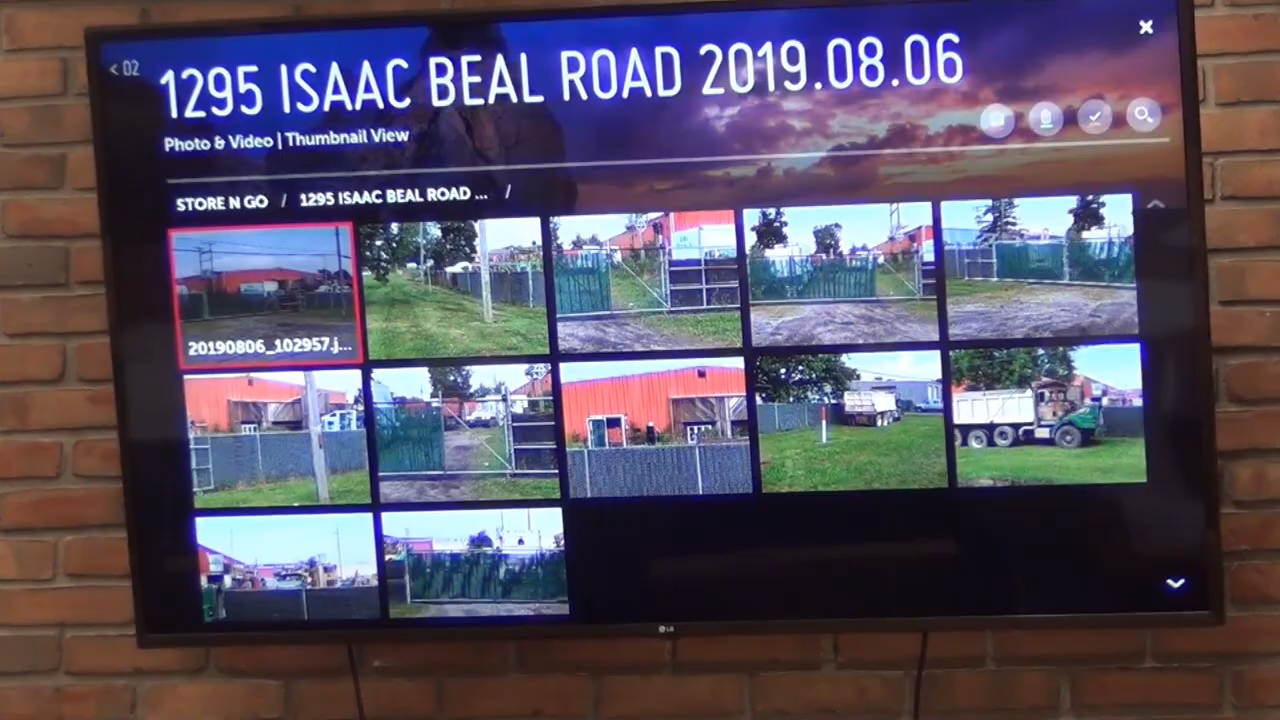 < 02
1295 ISAAC BEAL ROAD 2019.08.06
Photo & Video | Thumbnail View
STORE N GO / 1295 ISAAC BEAL ROAD ... /
20190806_102957.j...
LG